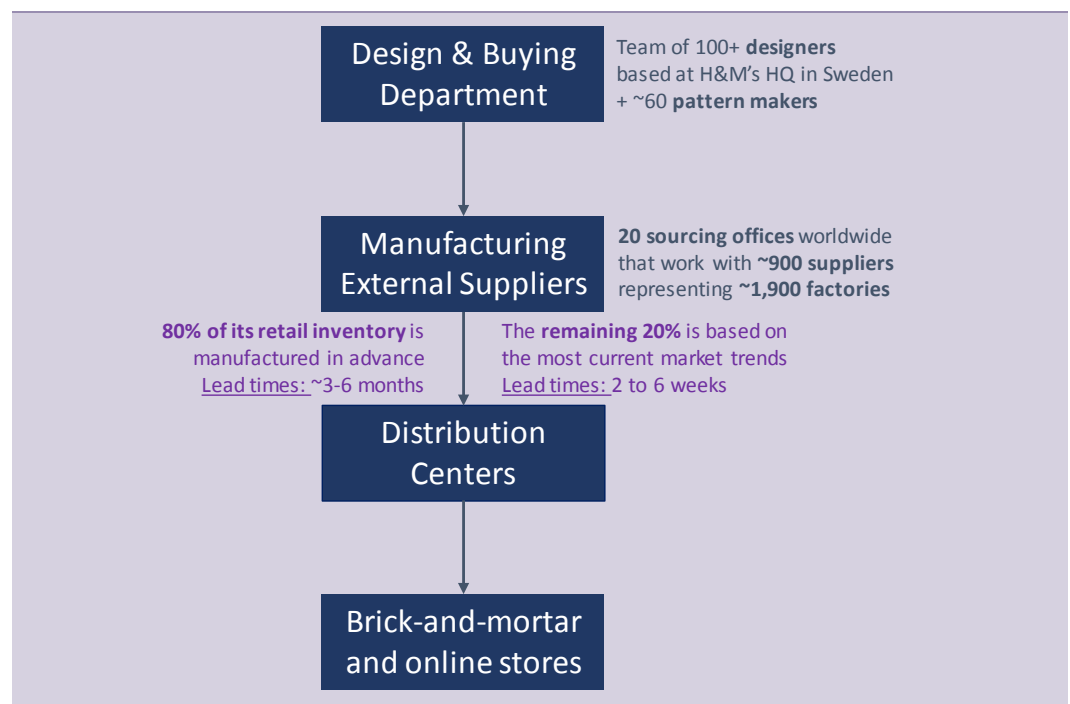 Design & Buying
Department
Team of 100+ designers
based at H&M's HQ in Sweden
+ ~60 pattern makers
Manufacturing
External Suppliers
20 sourcing offices worldwide
that work with ~900 suppliers
representing ~1,900 factories
80% of its retail inventory is
manufactured in advance
Lead times: ~3-6 months
The remaining 20% is based on
the most current market trends
Lead times: 2 to 6 weeks
Distribution
Centers
Brick-and-mortar
and online stores